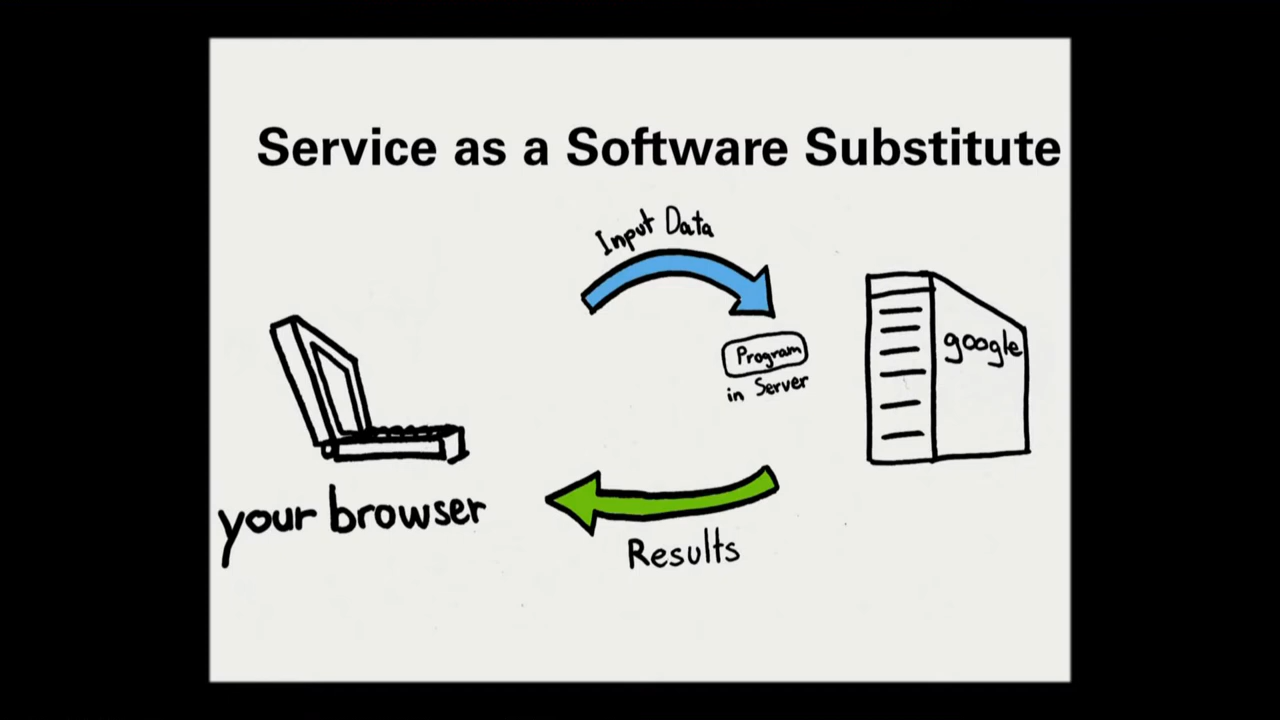 Service as a Software Substitute
Input Data
Program
in Server
google
your browser
Results